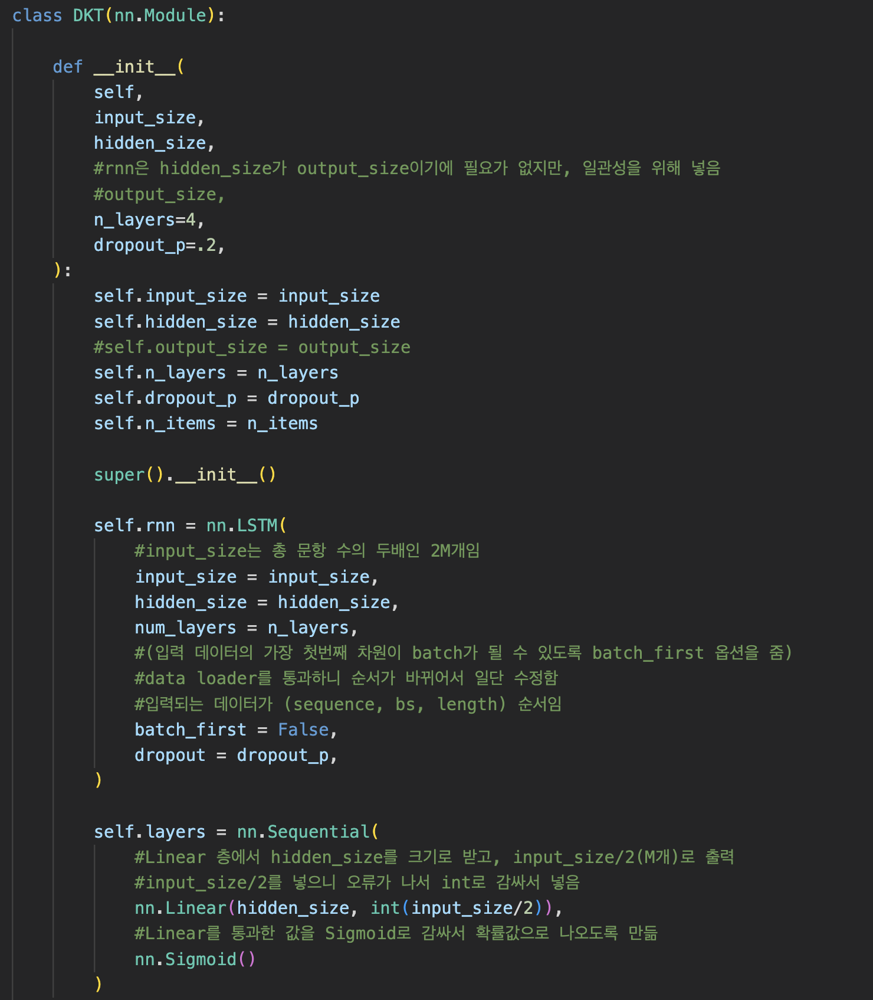 class DKT(nn.Module):
def __init__(
self,
input_size,
hidden_size,
#rnn은 hidden_size가 output_size이기에 필요가 없지만, 일관성을 위해 넣음
#output_size,
n_layers=4,
dropout_p=.2,
):
self.input_size = input_size
self.hidden_size = hidden_size
#self.output_size = output_size
self.n_layers = n_layers
self.dropout_p = dropout_p
self.n_items = n_items
super().__init__()
self.rnn = nn.LSTM(
#input_size는 총 문항 수의 두배인 2M개임
input_size = input_size,
hidden_size = hidden_size,
num_layers = n_layers,
#(입력 데이터의 가장 첫번째 차원이 batch가 될 수 있도록 batch_first 옵션을 줌)
#data loader를 통과하니 순서가 바뀌어서 일단 수정함
#입력되는 데이터가 (sequence, bs, length) 순서임
batch_first = False,
dropout = dropout_p,
)
self.layers = nn.Sequential(
#Linear 층에서 hidden_size를 크기로 받고, input_size/2(M개)로 출력
#input_size/2를 넣으니 오류가 나서 int로 감싸서 넣음
nn.Linear(hidden_size, int(input_size/2)),
#Linear를 통과한 값을 Sigmoid로 감싸서 확률값으로 나오도록 만듦
nn.Sigmoid()
)